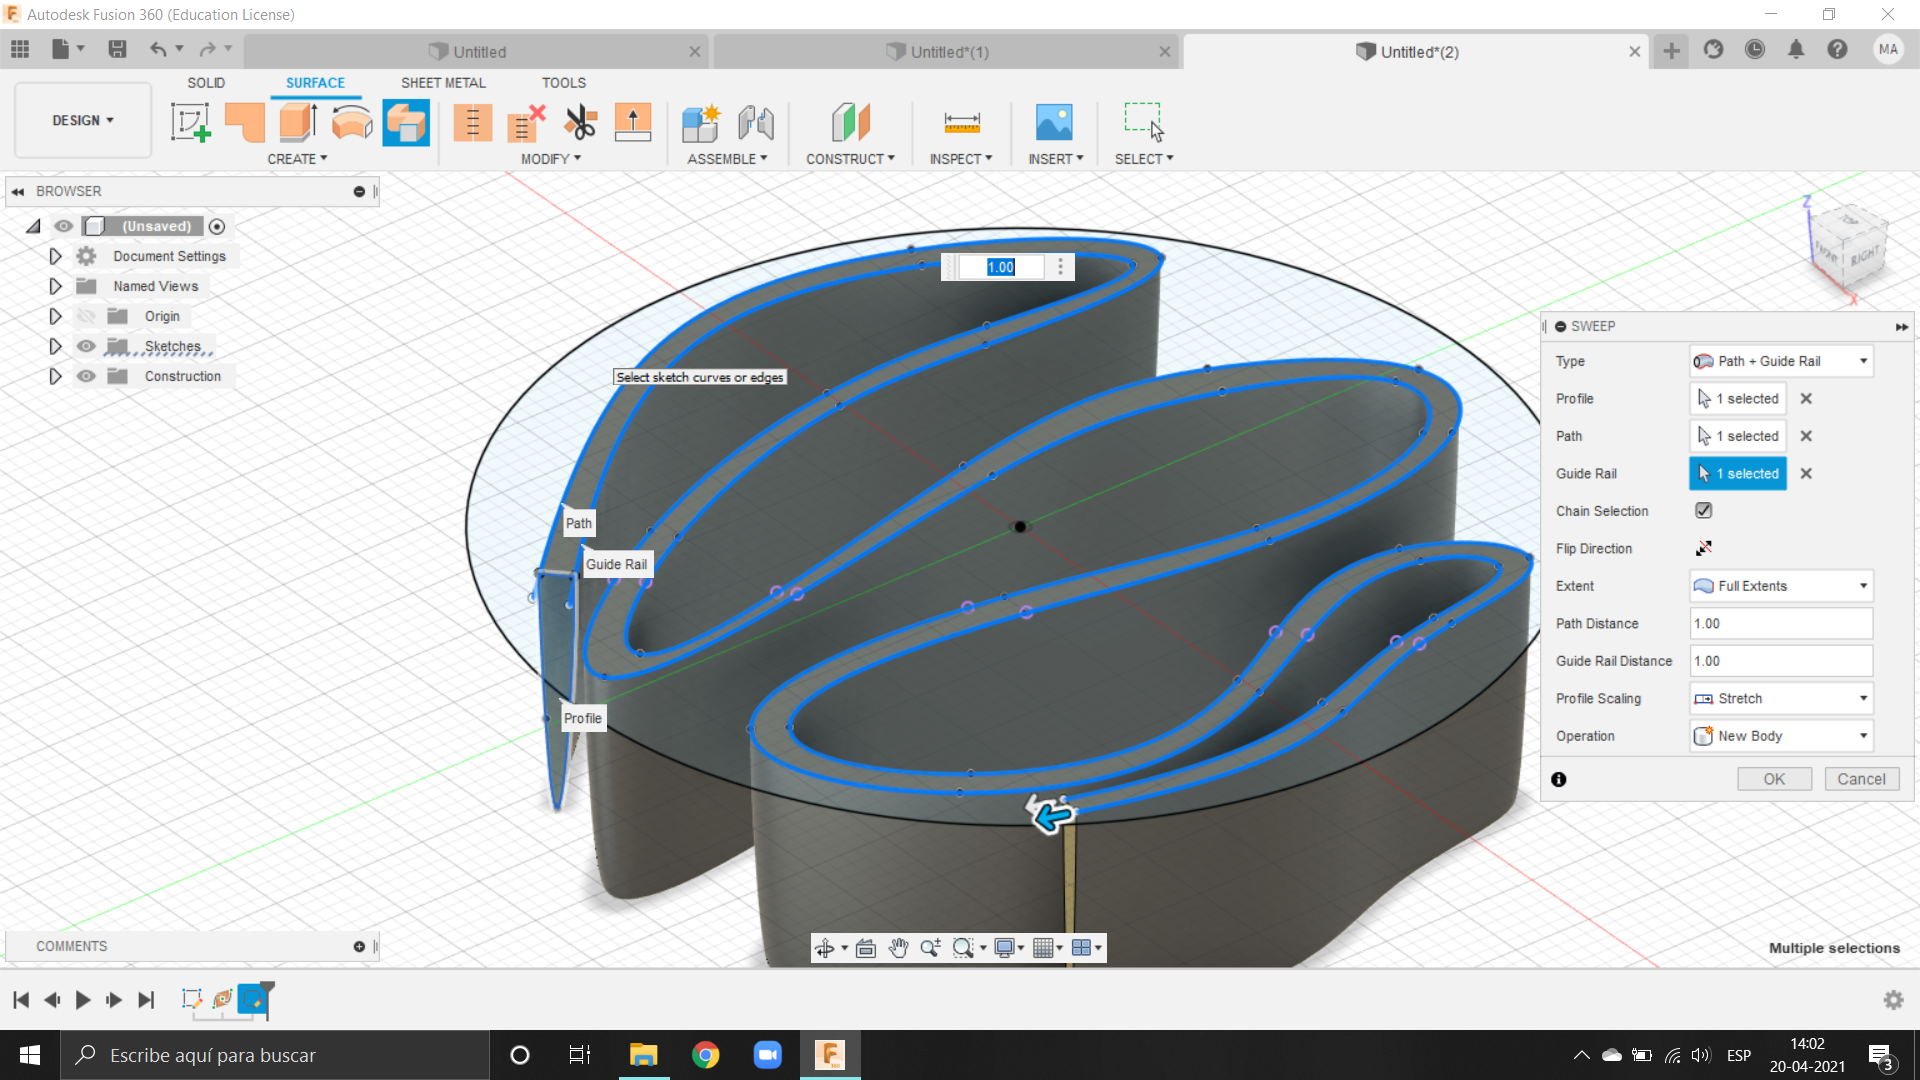 Autodesk Fusion 360 (Education License)
Untitled
Untitled*(1)
Untitled*(2)
MA
SOLID
SURFACE
SHEET METAL
TOOLS
DESIGN
CREATE
MODIFY
ASSEMBLE
CONSTRUCT
INSPECT
INSERT
SELECT
BROWSER
(Unsaved)
Document Settings
Named Views
Origin
Sketches
Construction
1.00
Select sketch curves or edges
Path
Guide Rail
Profile
Z
RIGHT
X
SWEEP
Type Path + Guide Rail
Profile 1 selected
Path 1 selected
Guide Rail 1 selected
Chain Selection
Flip Direction
Extent Full Extents
Path Distance 1.00
Guide Rail Distance 1.00
Profile Scaling Stretch
Operation New Body
OK Cancel
COMMENTS
Multiple selections
Escribe aquí para buscar
ESP
14:02
20-04-2021
3